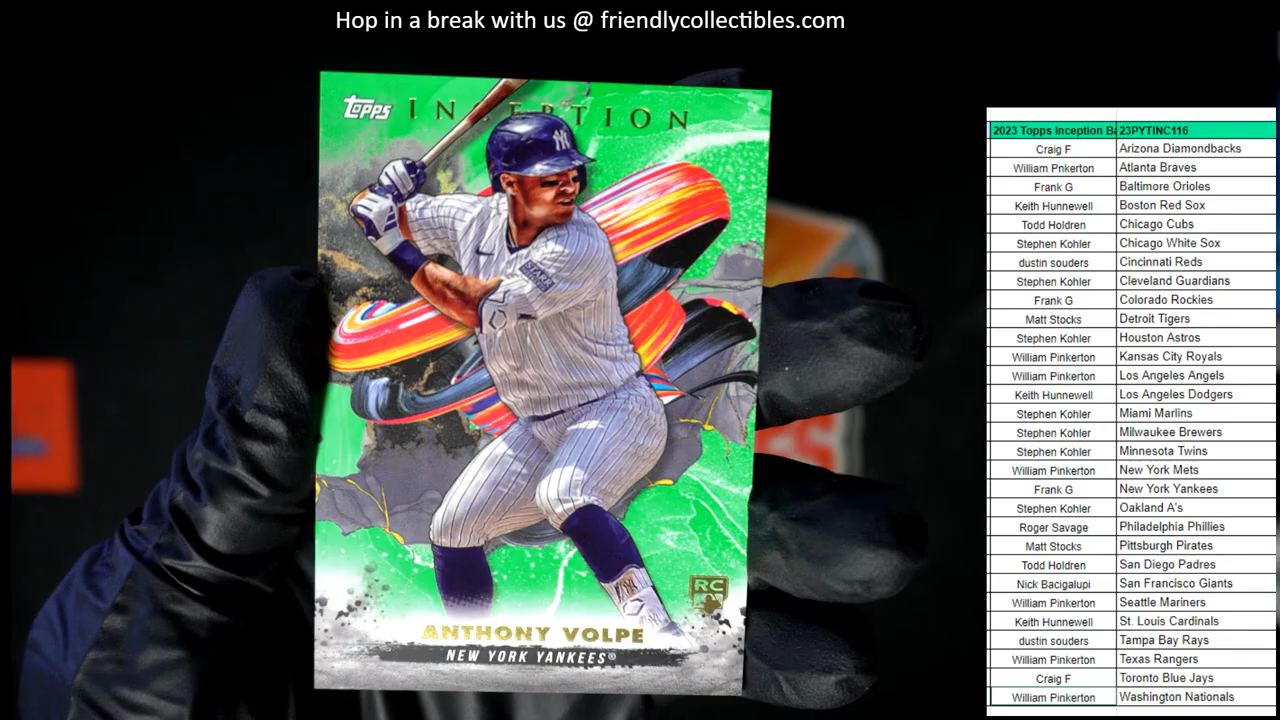 Hop in a break with us @ friendlycollectibles.com
TOPPS INCEPTION
NY
RC
ANTHONY VOLPE
NEW YORK YANKEES®
2023 Topps Inception Ba 23PYTINC116
Craig F Arizona Diamondbacks
William Pnkerton Atlanta Braves
Frank G Baltimore Orioles
Keith Hunnewell Boston Red Sox
Todd Holdren Chicago Cubs
Stephen Kohler Chicago White Sox
dustin souders Cincinnati Reds
Stephen Kohler Cleveland Guardians
Frank G Colorado Rockies
Matt Stocks Detroit Tigers
Stephen Kohler Houston Astros
William Pinkerton Kansas City Royals
William Pinkerton Los Angeles Angels
Keith Hunnewell Los Angeles Dodgers
Stephen Kohler Miami Marlins
Stephen Kohler Milwaukee Brewers
Stephen Kohler Minnesota Twins
William Pinkerton New York Mets
Frank G New York Yankees
Stephen Kohler Oakland A's
Roger Savage Philadelphia Phillies
Matt Stocks Pittsburgh Pirates
Todd Holdren San Diego Padres
Nick Bacigalupi San Francisco Giants
William Pinkerton Seattle Mariners
Keith Hunnewell St. Louis Cardinals
dustin souders Tampa Bay Rays
William Pinkerton Texas Rangers
Craig F Toronto Blue Jays
William Pinkerton Washington Nationals